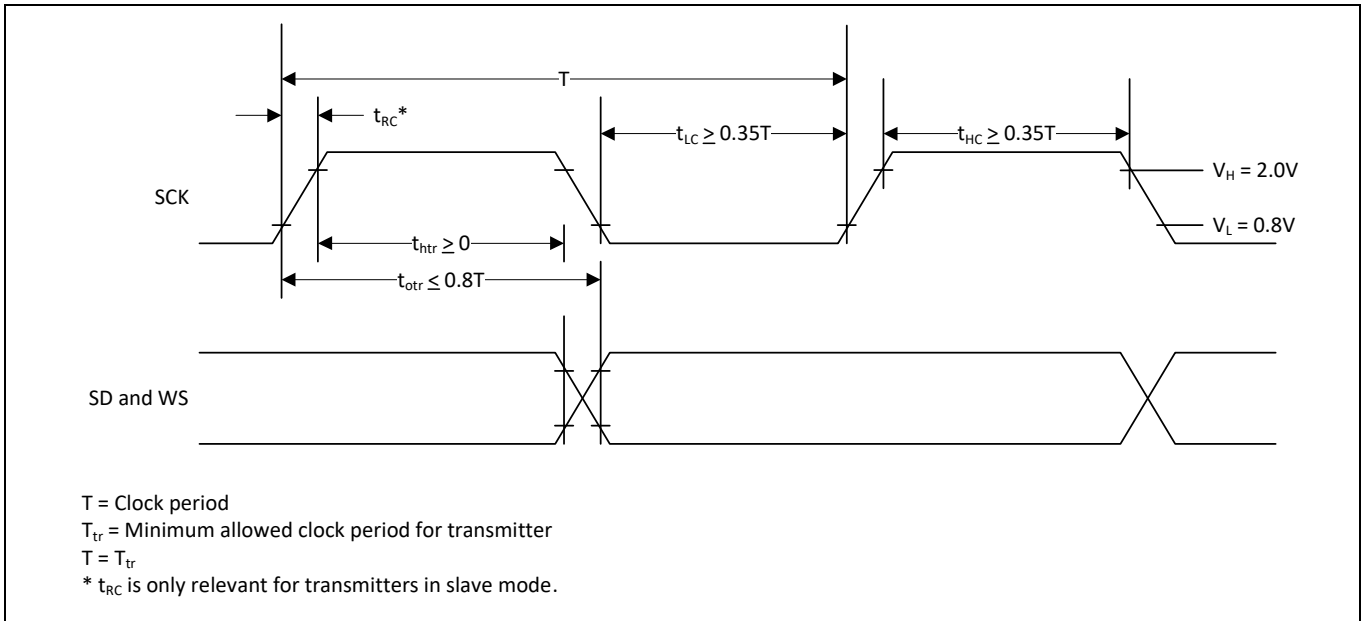 T
tRC*
tLC ≥ 0.35T
tHC ≥ 0.35T
VH = 2.0V
SCK
VL = 0.8V
thtr ≥ 0
totr ≤ 0.8T
SD and WS
T = Clock period
Ttr = Minimum allowed clock period for transmitter
T = Ttr
* tRC is only relevant for transmitters in slave mode.